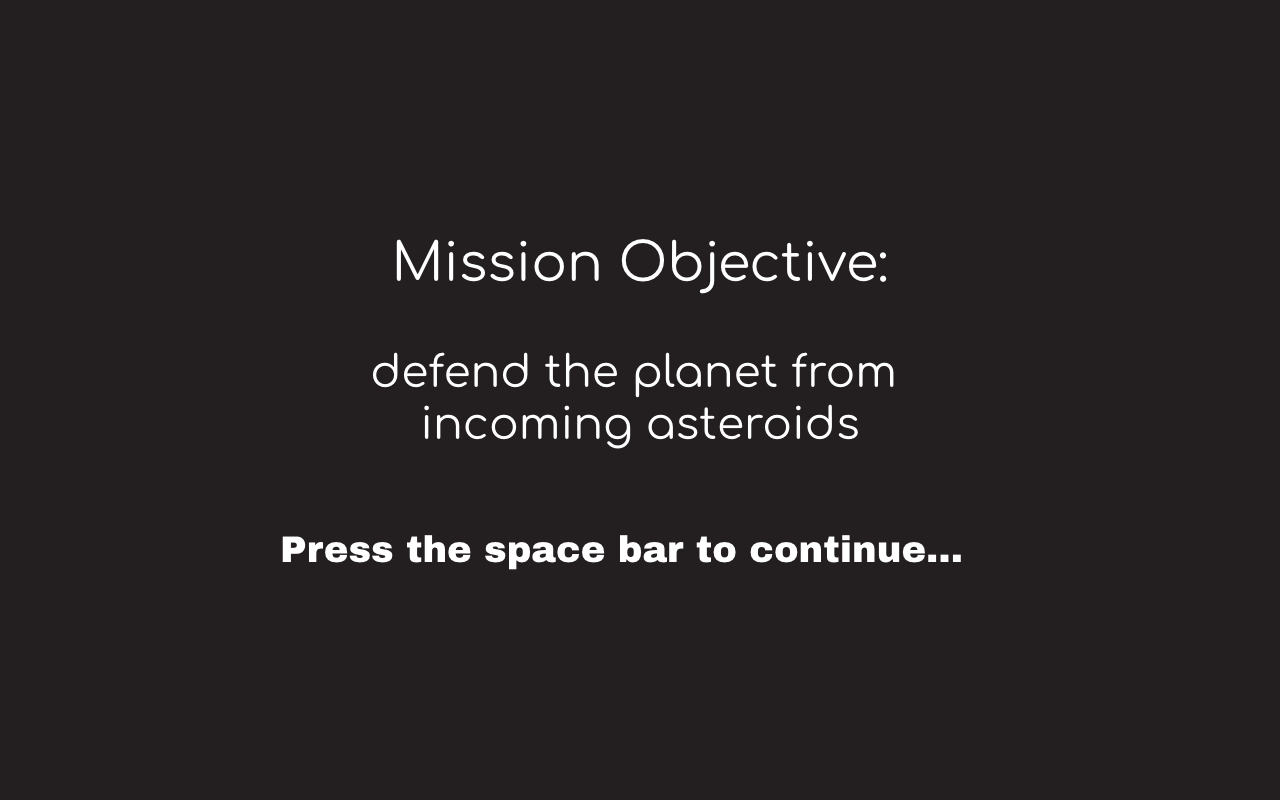 Mission Objective:
defend the planet from
incoming asteroids
Press the space bar to continue...